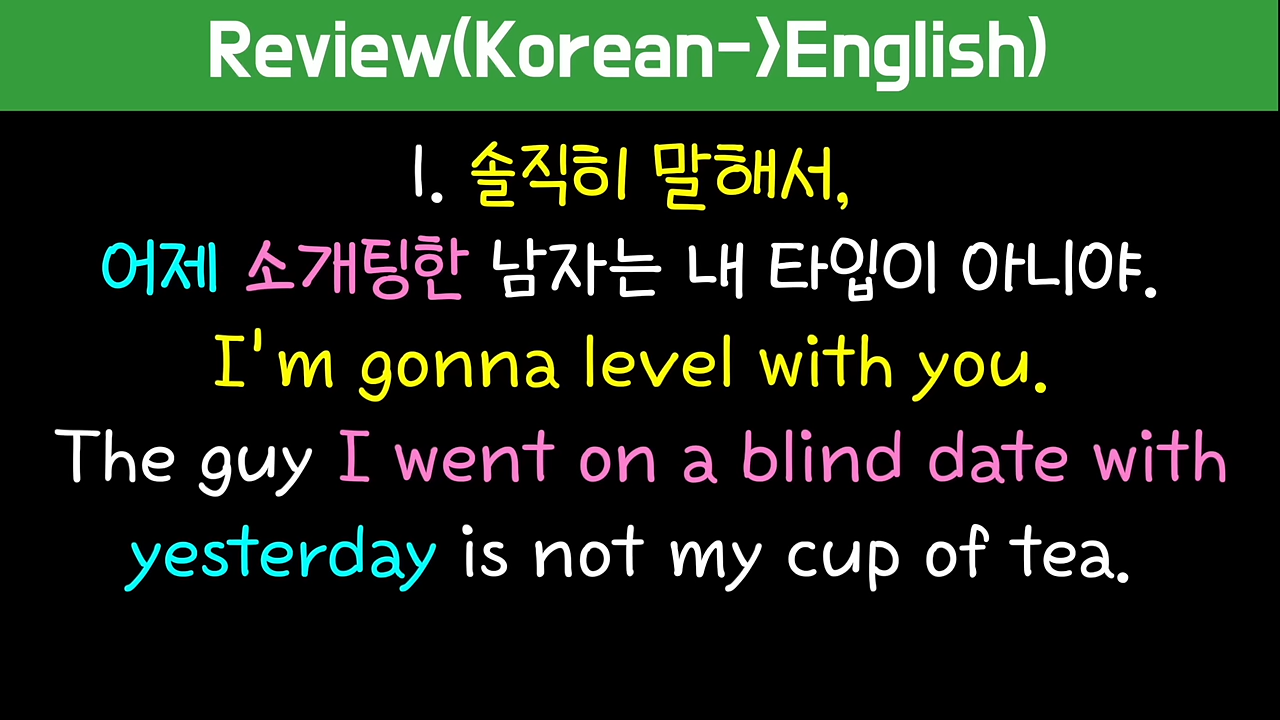 Review(Korean->English)
1. 솔직히 말해서,
어제 소개팅한 남자는 내 타입이 아니야.
I'm gonna level with you.
The guy I went on a blind date with
yesterday is not my cup of tea.